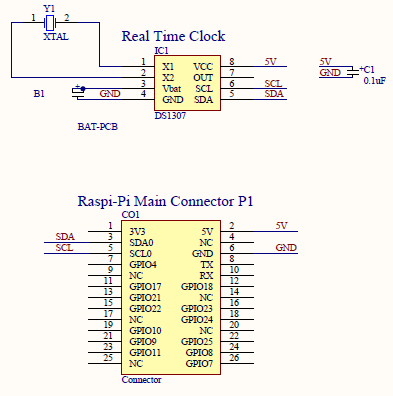 Y1
1 2
XTAL
Real Time Clock
IC1
1 X1 VCC 8 5V
2 X2 OUT 7
3 Vbat SCL 6 SCL
4 GND SDA 5 SDA
DS1307
B1 + GND
BAT-PCB
5V
GND
+C1
0.1uF
Raspi-Pi Main Connector P1
CO1
1 3V3 5V 2 5V
SDA 3 SDA0 NC 4
SCL 5 SCL0 GND 6 GND
7 GPIO4 TX 8
9 NC RX 10
11 GPIO17 GPIO18 12
13 GPIO21 NC 14
15 GPIO22 GPIO23 16
17 NC GPIO24 18
19 GPIO10 NC 20
21 GPIO9 GPIO25 22
23 GPIO11 GPIO8 24
25 NC GPIO7 26
Connector